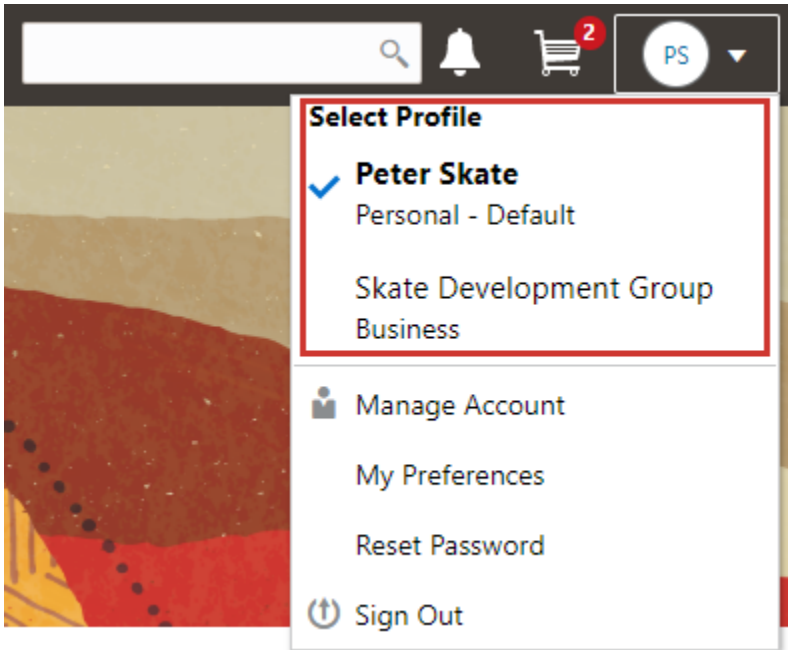 2
PS
Select Profile
Peter Skate
Personal - Default
Skate Development Group
Business
Manage Account
My Preferences
Reset Password
Sign Out